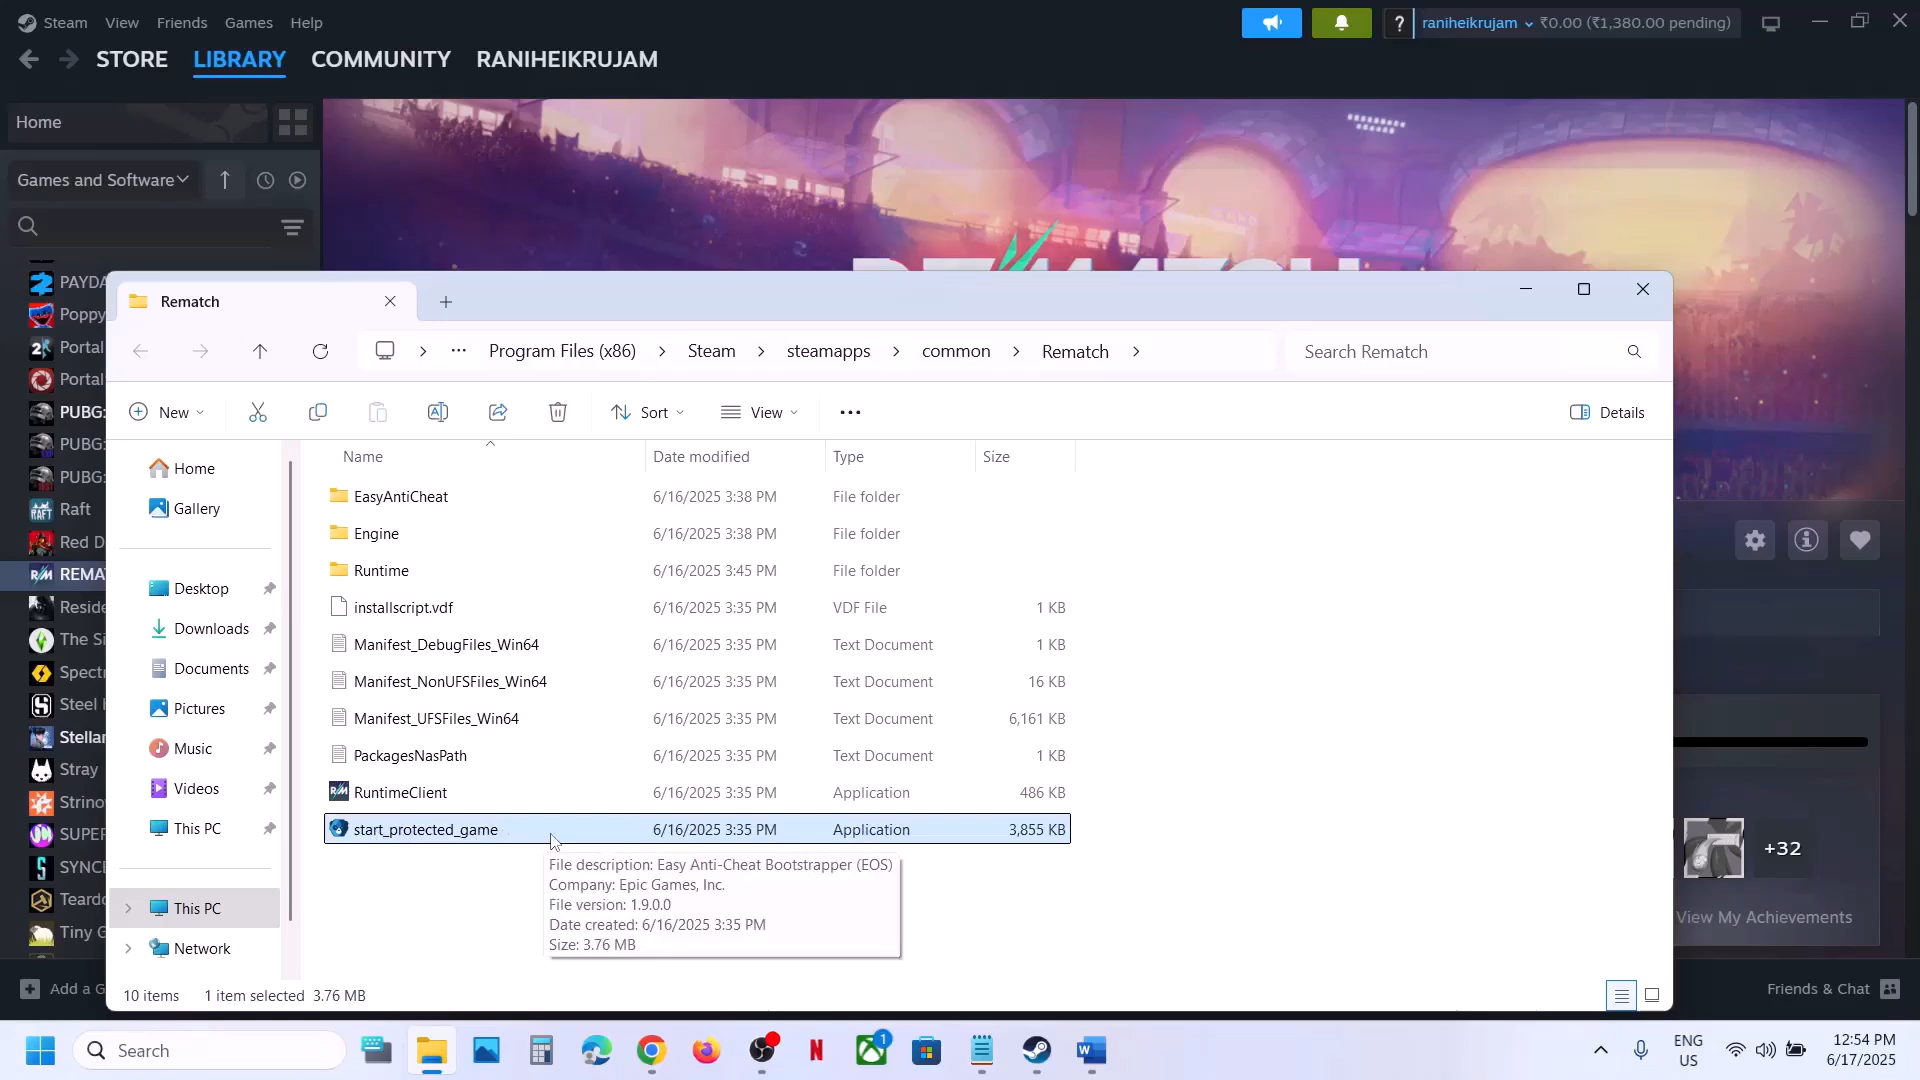 Steam View Friends Games Help
? raniheikrujam ₹0.00 (₹1,380.00 pending)
STORE LIBRARY COMMUNITY RANIHEIKRUJAM
Home
Games and Software
PAYDA
Poppy
Portal
Portal
PUBG:
PUBG:
PUBG:
Raft
Red D
REMAT
Reside
The Si
Spectr
Steel H
Stellar
Stray
Strino
SUPER
SYNCE
Teardo
Tiny G
Add a G
Rematch
Program Files (x86) > Steam > steamapps > common > Rematch >
Search Rematch
New Sort View ••• Details
Home
Gallery
Desktop
Downloads
Documents
Pictures
Music
Videos
This PC
This PC
Network
Name Date modified Type Size
EasyAntiCheat 6/16/2025 3:38 PM File folder
Engine 6/16/2025 3:38 PM File folder
Runtime 6/16/2025 3:45 PM File folder
installscript.vdf 6/16/2025 3:35 PM VDF File 1 KB
Manifest_DebugFiles_Win64 6/16/2025 3:35 PM Text Document 1 KB
Manifest_NonUFSFiles_Win64 6/16/2025 3:35 PM Text Document 16 KB
Manifest_UFSFiles_Win64 6/16/2025 3:35 PM Text Document 6,161 KB
PackagesNasPath 6/16/2025 3:35 PM Text Document 1 KB
RuntimeClient 6/16/2025 3:35 PM Application 486 KB
start_protected_game 6/16/2025 3:35 PM Application 3,855 KB
File description: Easy Anti-Cheat Bootstrapper (EOS)
Company: Epic Games, Inc.
File version: 1.9.0.0
Date created: 6/16/2025 3:35 PM
Size: 3.76 MB
10 items 1 item selected 3.76 MB
+32
View My Achievements
Friends & Chat
Search
1
ENG
US
12:54 PM
6/17/2025